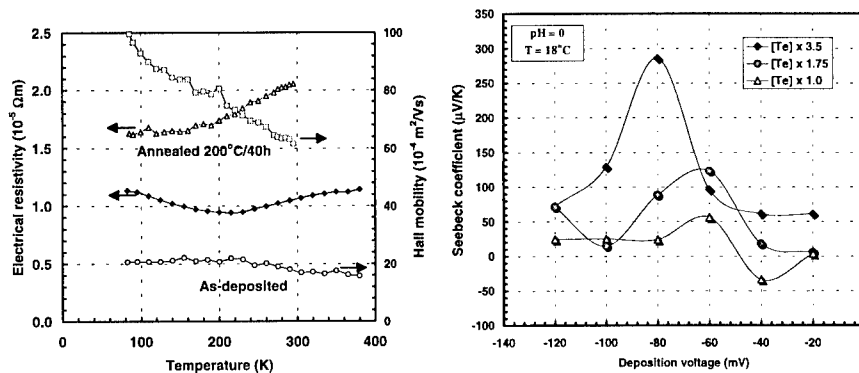 2.5
2.0
1.5
1.0
0.5
0.0
Electrical resistivity (10⁻⁵ Ωm)
100
80
60
40
20
0
Hall mobility (10⁻⁴ m²/Vs)
Annealed 200°C/40h
As-deposited
0
100
200
300
400
Temperature (K)
350
300
250
200
150
100
50
0
-50
-100
Seebeck coefficient (µV/K)
pH = 0
T = 18°C
[Te] x 3.5
[Te] x 1.75
[Te] x 1.0
-140
-120
-100
-80
-60
-40
-20
0
Deposition voltage (mV)